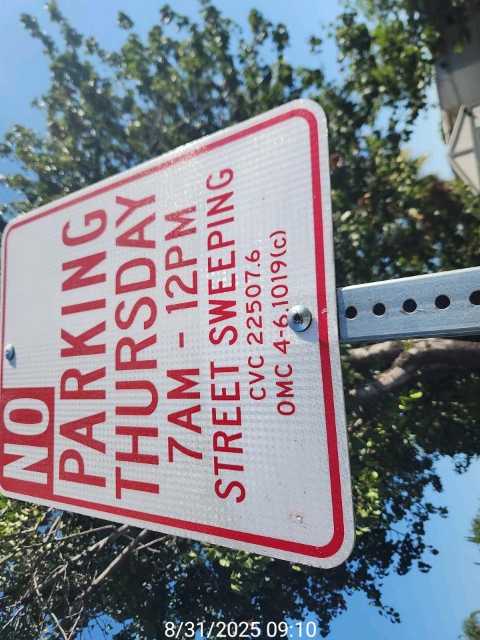 NO
PARKING
THURSDAY
7AM - 12PM
STREET SWEEPING
CVC 22507.6
OMC 4-6.1019(c)
8/31/2025 09:10